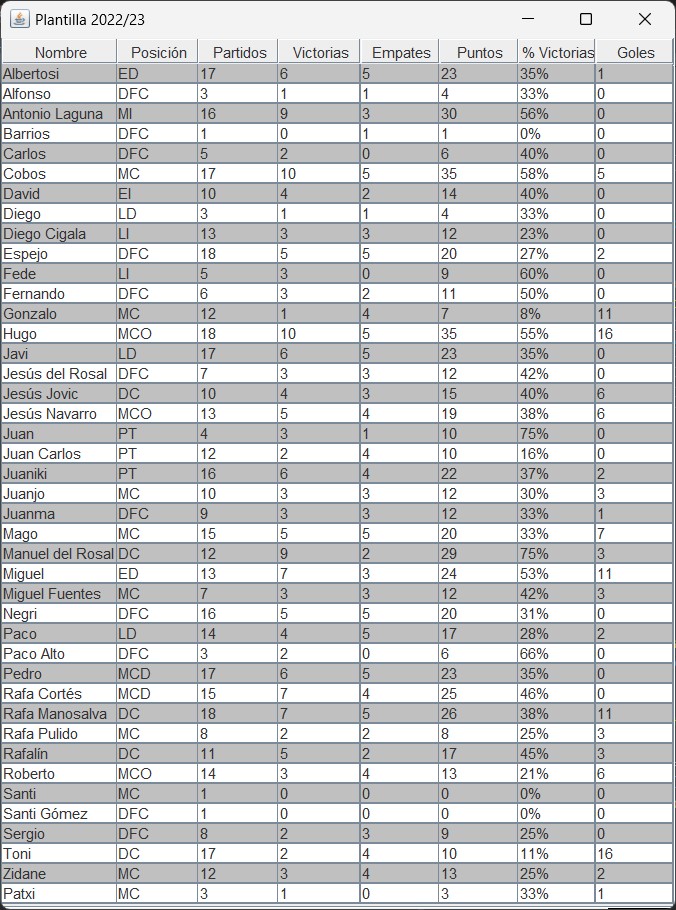 Plantilla 2022/23
Nombre Posición Partidos Victorias Empates Puntos % Victorias Goles
Albertosi ED 17 6 5 23 35% 1
Alfonso DFC 3 1 1 4 33% 0
Antonio Laguna MI 16 9 3 30 56% 0
Barrios DFC 1 0 1 1 0% 0
Carlos DFC 5 2 0 6 40% 0
Cobos MC 17 10 5 35 58% 5
David EI 10 4 2 14 40% 0
Diego LD 3 1 1 4 33% 0
Diego Cigala LI 13 3 3 12 23% 0
Espejo DFC 18 5 5 20 27% 2
Fede LI 5 3 0 9 60% 0
Fernando DFC 6 3 2 11 50% 0
Gonzalo MC 12 1 4 7 8% 11
Hugo MCO 18 10 5 35 55% 16
Javi LD 17 6 5 23 35% 0
Jesús del Rosal DFC 7 3 3 12 42% 0
Jesús Jovic DC 10 4 3 15 40% 6
Jesús Navarro MCO 13 5 4 19 38% 6
Juan PT 4 3 1 10 75% 0
Juan Carlos PT 12 2 4 10 16% 0
Juaniki PT 16 6 4 22 37% 2
Juanjo MC 10 3 3 12 30% 3
Juanma DFC 9 3 3 12 33% 1
Mago MC 15 5 5 20 33% 7
Manuel del Rosal DC 12 9 2 29 75% 3
Miguel ED 13 7 3 24 53% 11
Miguel Fuentes MC 7 3 3 12 42% 3
Negri DFC 16 5 5 20 31% 0
Paco LD 14 4 5 17 28% 2
Paco Alto DFC 3 2 0 6 66% 0
Pedro MCD 17 6 5 23 35% 0
Rafa Cortés MCD 15 7 4 25 46% 0
Rafa Manosalva DC 18 7 5 26 38% 11
Rafa Pulido MC 8 2 2 8 25% 3
Rafalín DC 11 5 2 17 45% 3
Roberto MCO 14 3 4 13 21% 6
Santi MC 1 0 0 0 0% 0
Santi Gómez DFC 1 0 0 0 0% 0
Sergio DFC 8 2 3 9 25% 0
Toni DC 17 2 4 10 11% 16
Zidane MC 12 3 4 13 25% 2
Patxi MC 3 1 0 3 33% 1